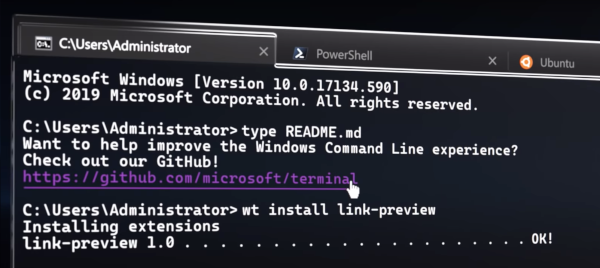 C:\Users\Administrator
PowerShell
Ubuntu
Microsoft Windows [Version 10.0.17134.590]
(c) 2019 Microsoft Corporation. All rights reserved.
C:\Users\Administrator>type README.md
Want to help improve the Windows Command Line experience?
Check out our GitHub!
https://github.com/microsoft/terminal
C:\Users\Administrator>wt install link-preview
Installing extensions
link-preview 1.0 . . . . . . . . . . . . . . . . . . . . . . OK!